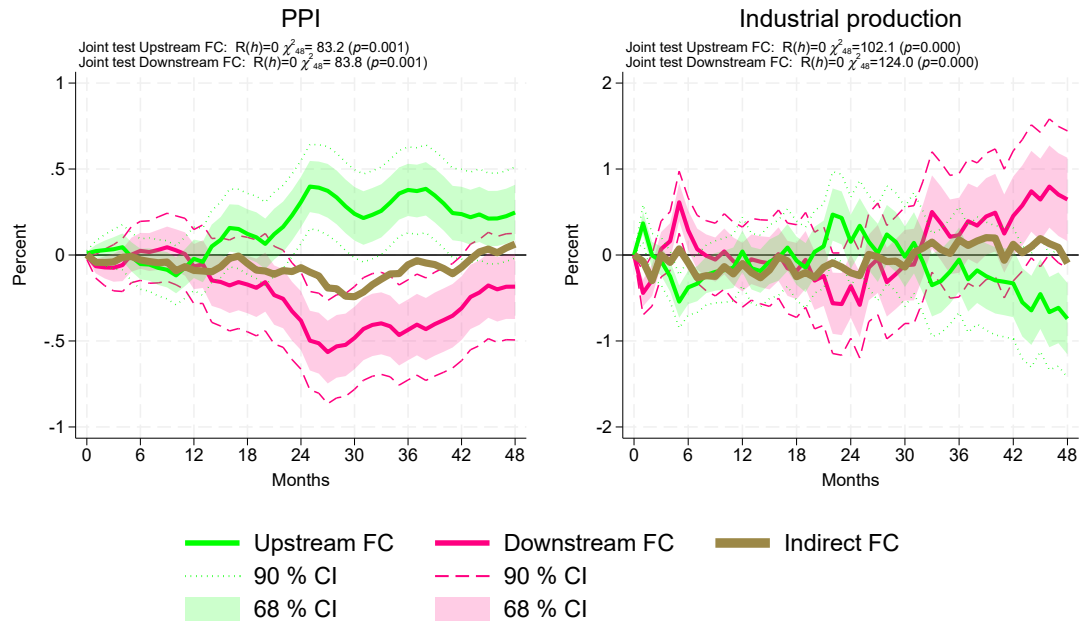 PPI
Joint test Upstream FC: R(h)=0 χ²₄₈= 83.2 (p=0.001)
Joint test Downstream FC: R(h)=0 χ²₄₈= 83.8 (p=0.001)
1
.5
0
-.5
-1
Percent
0 6 12 18 24 30 36 42 48
Months
Industrial production
Joint test Upstream FC: R(h)=0 χ²₄₈=102.1 (p=0.000)
Joint test Downstream FC: R(h)=0 χ²₄₈=124.0 (p=0.000)
2
1
0
-1
-2
Percent
0 6 12 18 24 30 36 42 48
Months
Upstream FC Downstream FC Indirect FC
90 % CI 90 % CI
68 % CI 68 % CI